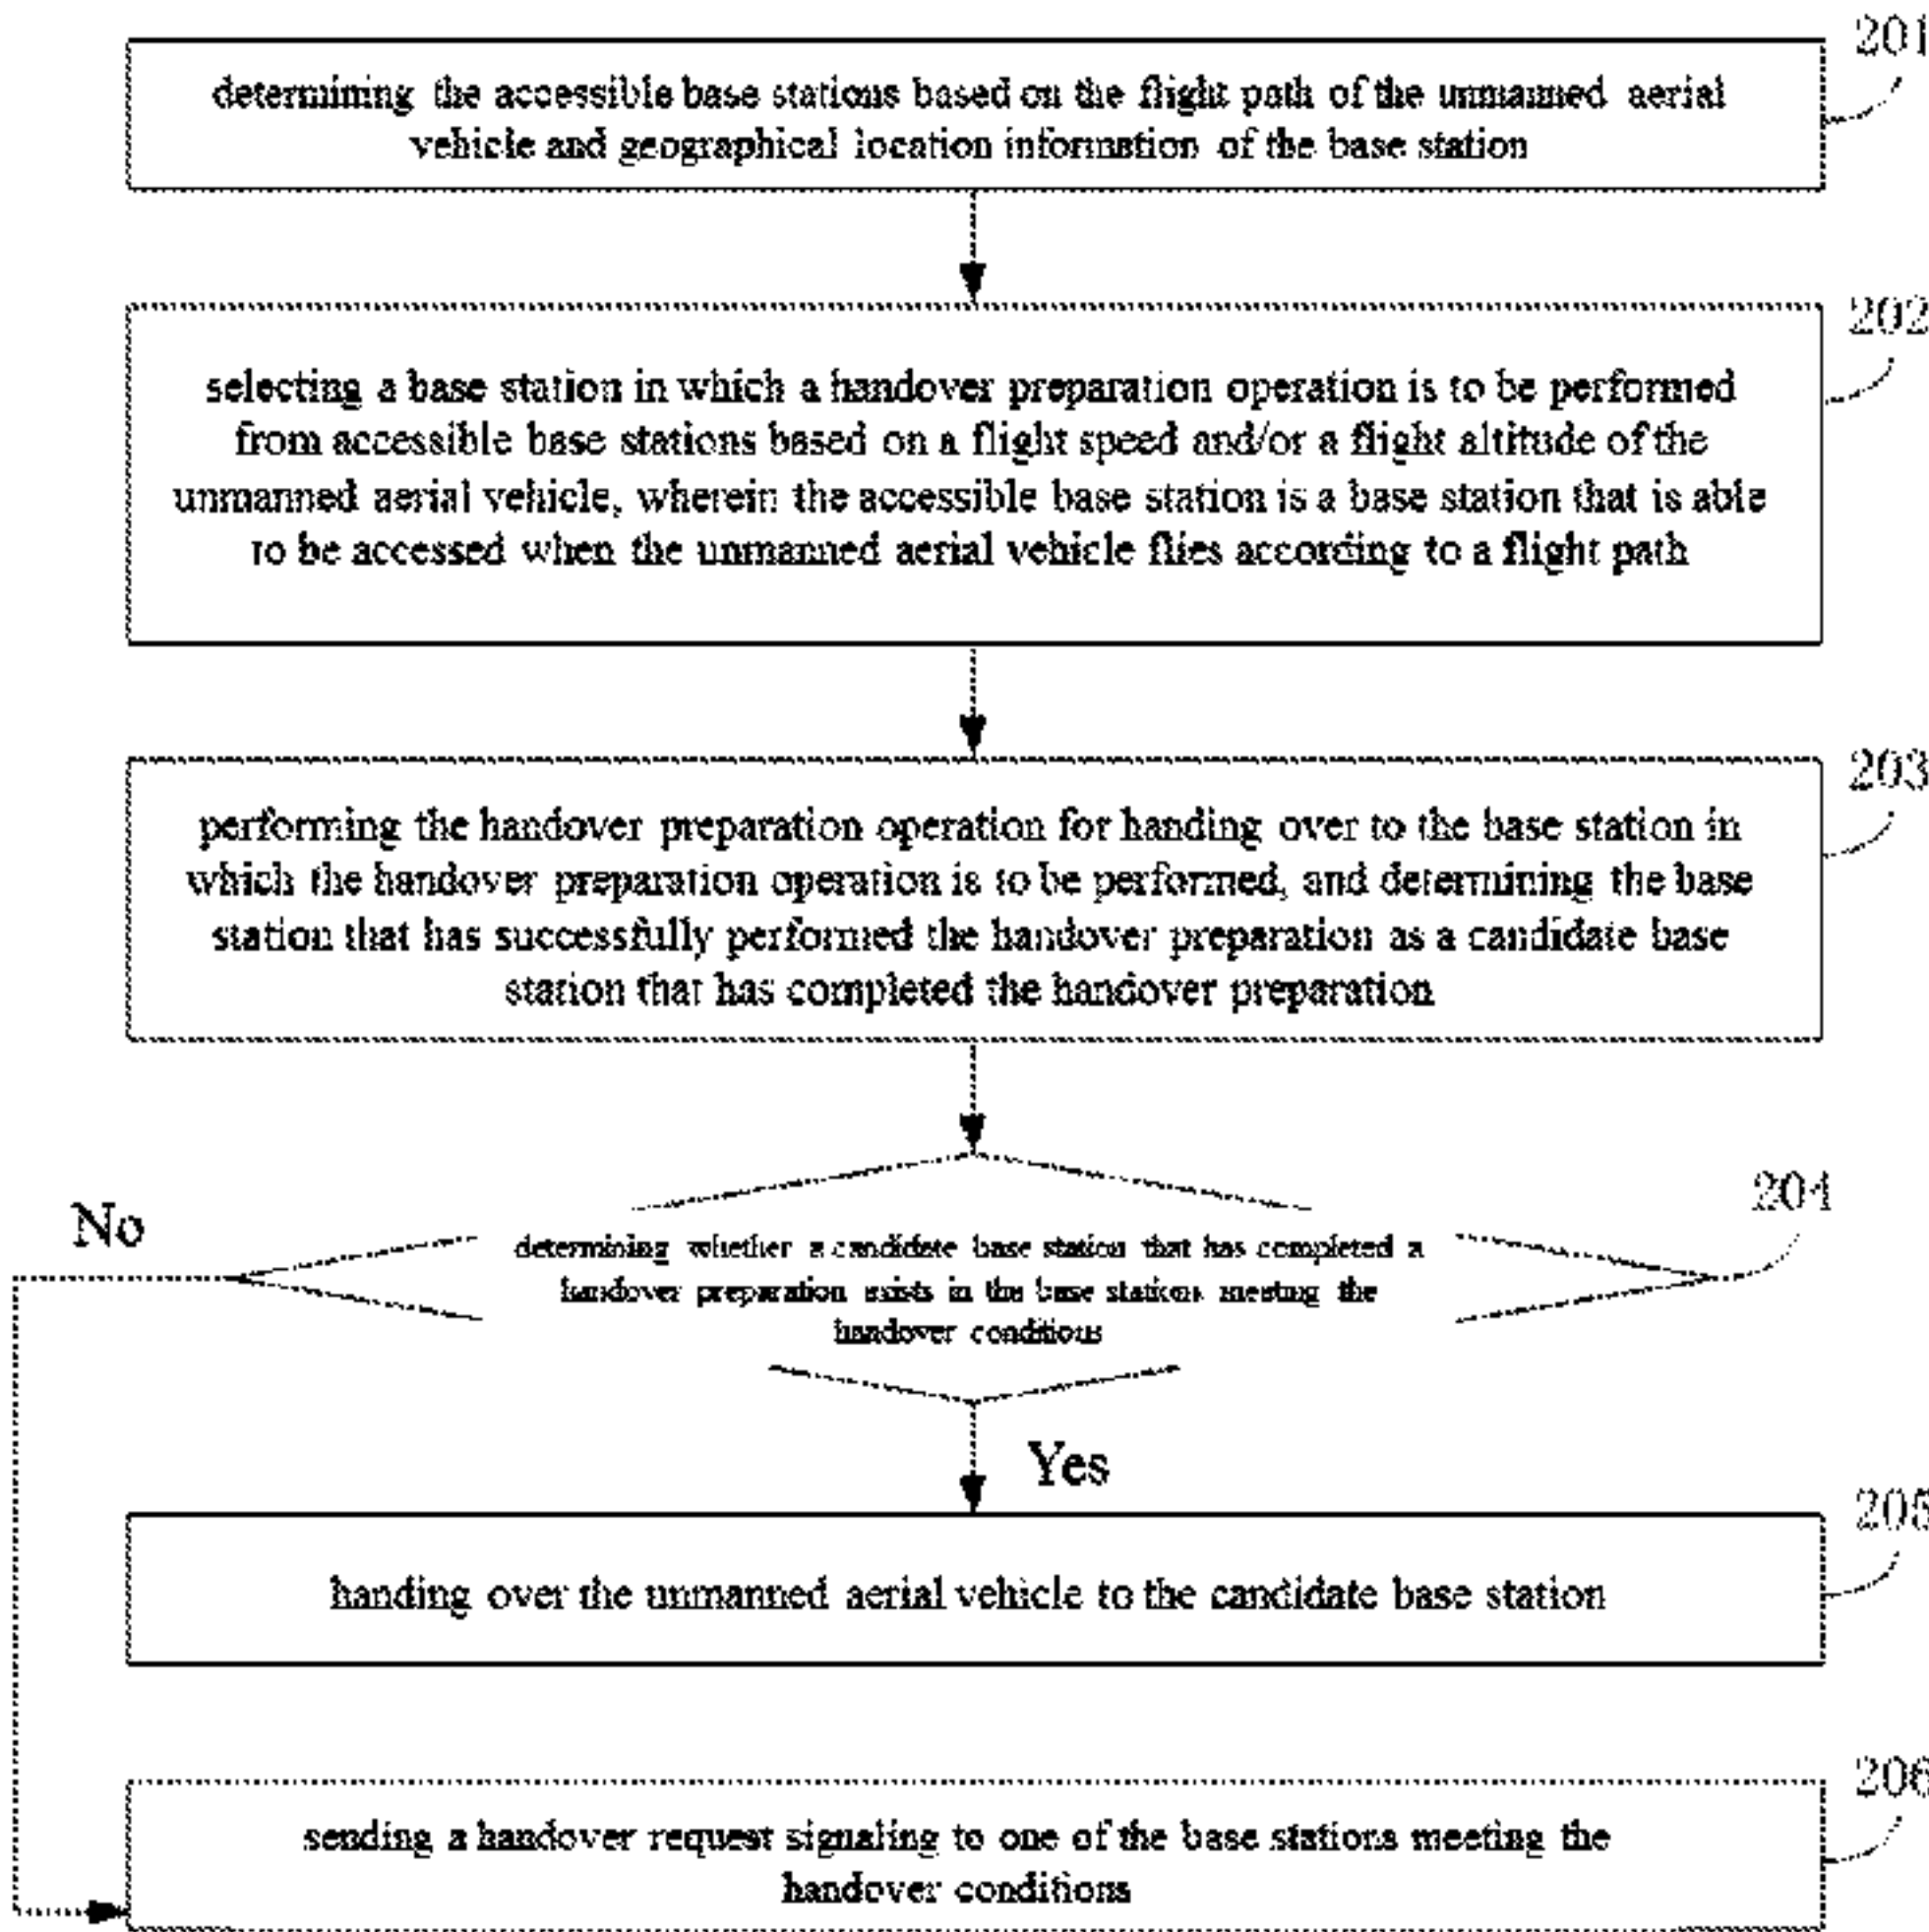 201
determining the accessible base stations based on the flight path of the unmanned aerial
vehicle and geographical location information of the base station
202
selecting a base station in which a handover preparation operation is to be performed
from accessible base stations based on a flight speed and/or a flight altitude of the
unmanned aerial vehicle, wherein the accessible base station is a base station that is able
to be accessed when the unmanned aerial vehicle flies according to a flight path
203
performing the handover preparation operation for handing over to the base station in
which the handover preparation operation is to be performed, and determining the base
station that has successfully performed the handover preparation as a candidate base
station that has completed the handover preparation
204
No
determining whether a candidate base station that has completed a
handover preparation exists in the base stations meeting the
handover conditions
Yes
205
handing over the unmanned aerial vehicle to the candidate base station
206
sending a handover request signaling to one of the base stations meeting the
handover conditions